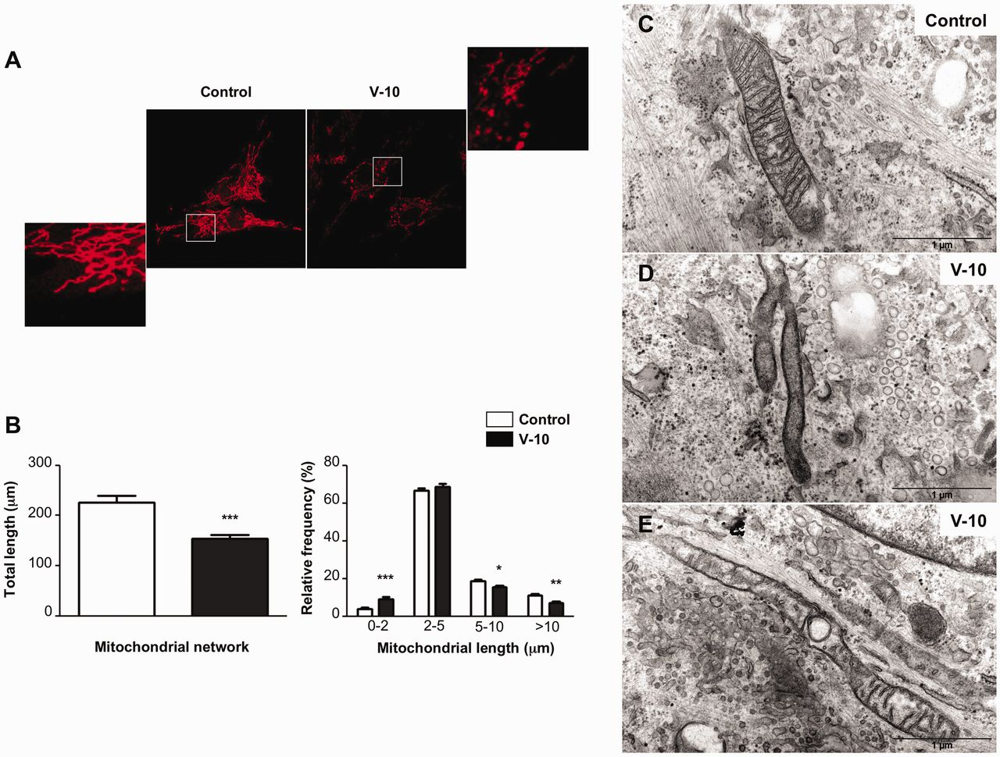 A
Control
V-10
B
Control
V-10
300
200
100
0
Total length (μm)
***
Mitochondrial network
80
60
40
20
0
Relative frequency (%)
***
*
**
0-2
2-5
5-10
>10
Mitochondrial length (μm)
C
Control
1 μm
D
V-10
1 μm
E
V-10
1 μm